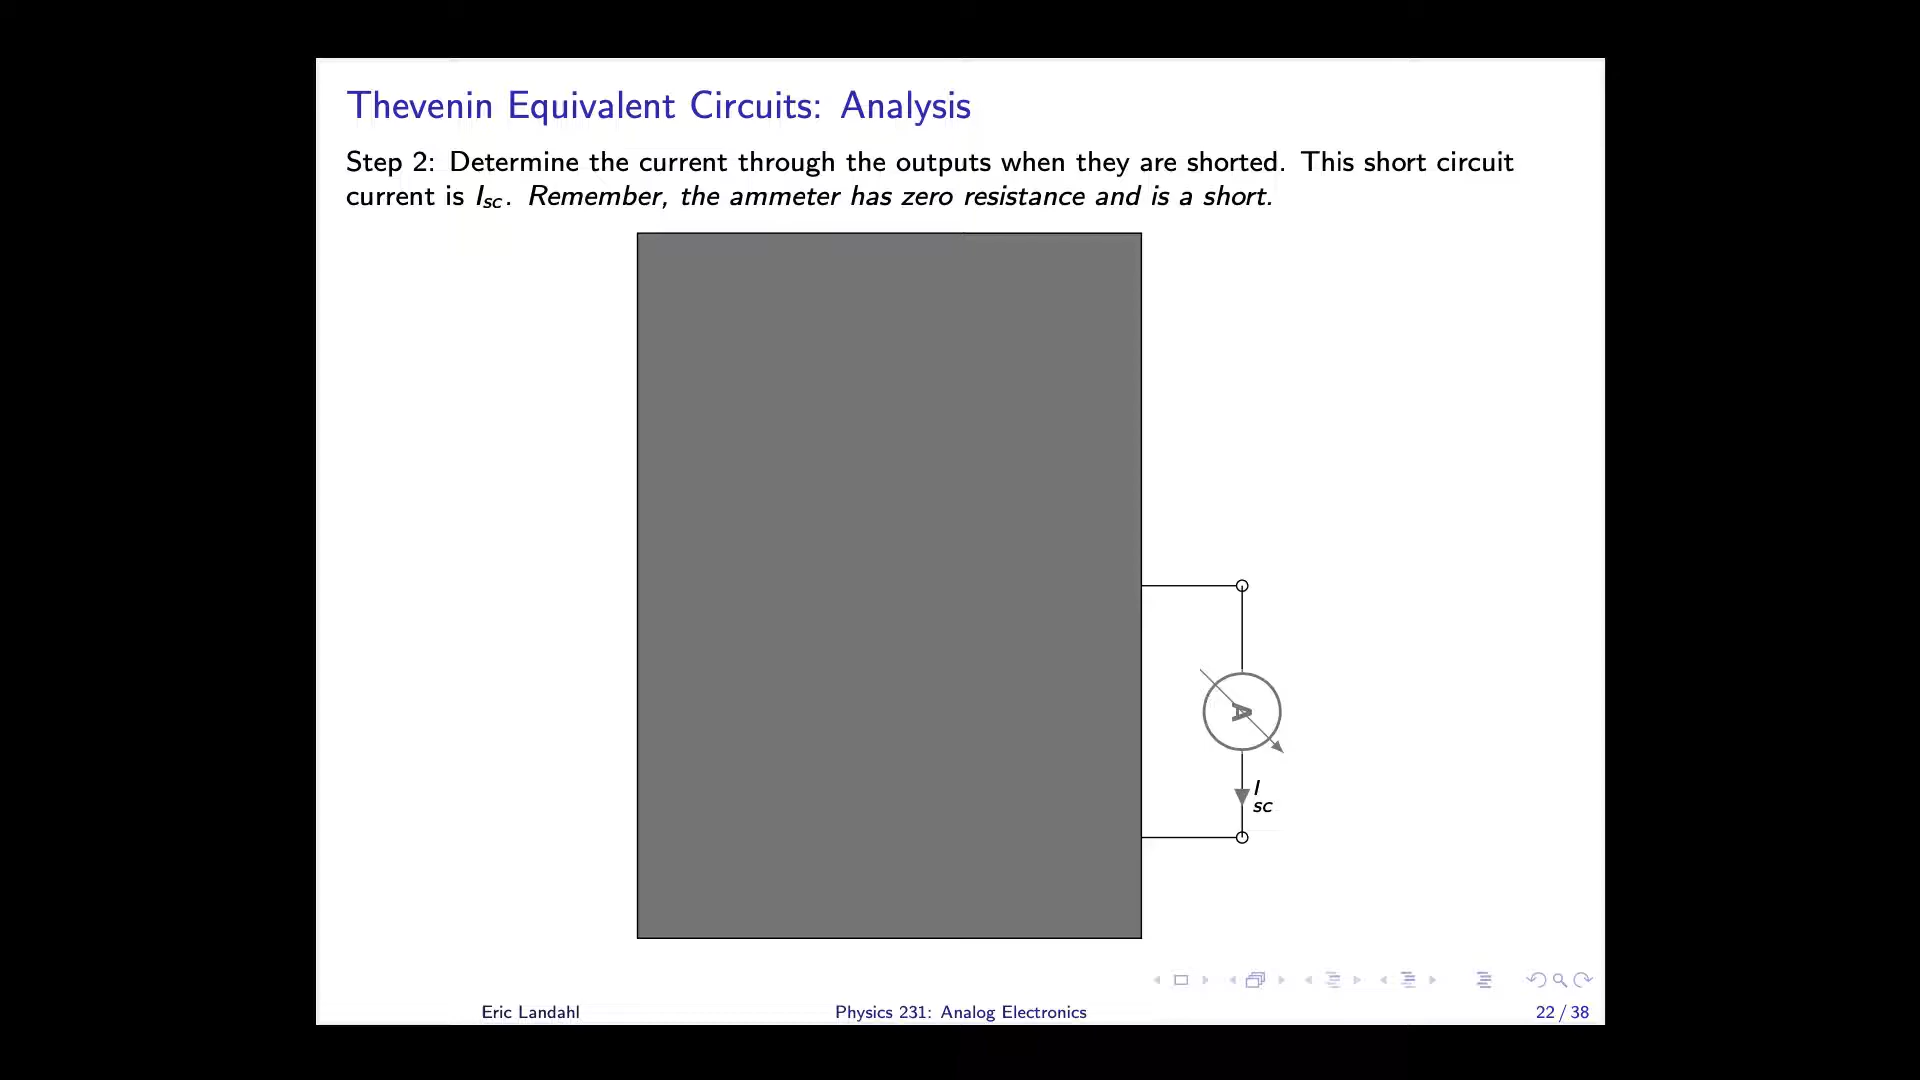 Thevenin Equivalent Circuits: Analysis
Step 2: Determine the current through the outputs when they are shorted. This short circuit
current is Isc. Remember, the ammeter has zero resistance and is a short.
A
I
sc
Eric Landahl
Physics 231: Analog Electronics
22 / 38